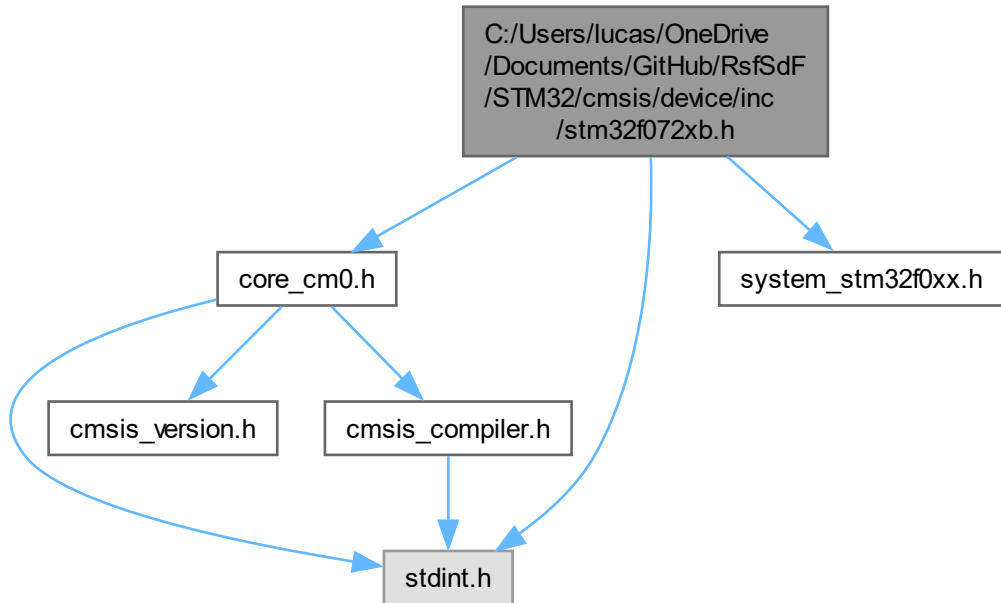 C:/Users/lucas/OneDrive
/Documents/GitHub/RsfSdF
/STM32/cmsis/device/inc
/stm32f072xb.h
core_cm0.h
system_stm32f0xx.h
cmsis_version.h
cmsis_compiler.h
stdint.h